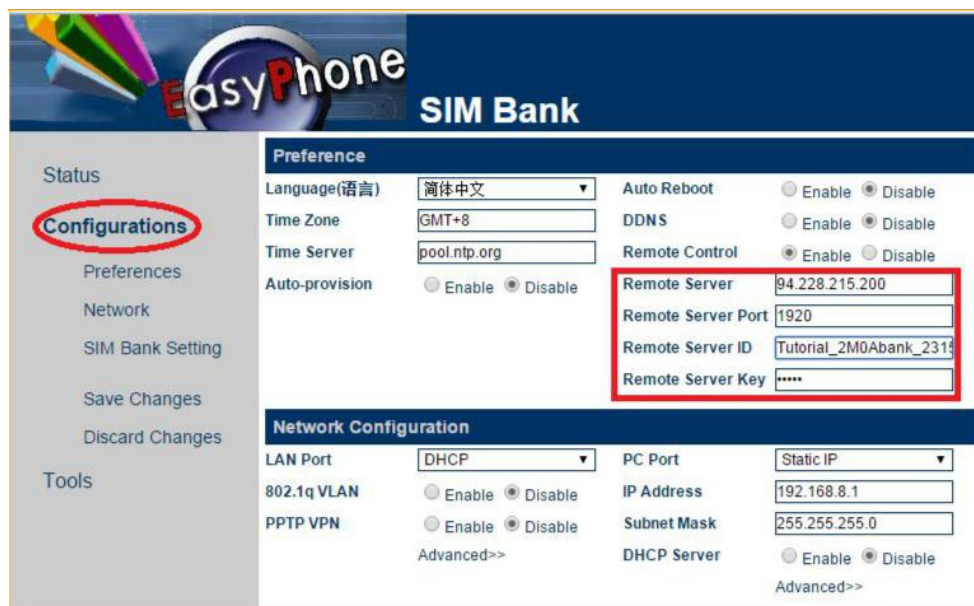 EasyPhone
SIM Bank
Status
Configurations
Preferences
Network
SIM Bank Setting
Save Changes
Discard Changes
Tools
Preference
Language(语言) 简体中文 Auto Reboot Enable Disable
Time Zone GMT+8 DDNS Enable Disable
Time Server pool.ntp.org Remote Control Enable Disable
Auto-provision Enable Disable Remote Server 94.228.215.200
Remote Server Port 1920
Remote Server ID Tutorial_2M0Abank_2315
Remote Server Key •••••
Network Configuration
LAN Port DHCP PC Port Static IP
802.1q VLAN Enable Disable IP Address 192.168.8.1
PPTP VPN Enable Disable Subnet Mask 255.255.255.0
Advanced>> DHCP Server Enable Disable
Advanced>>